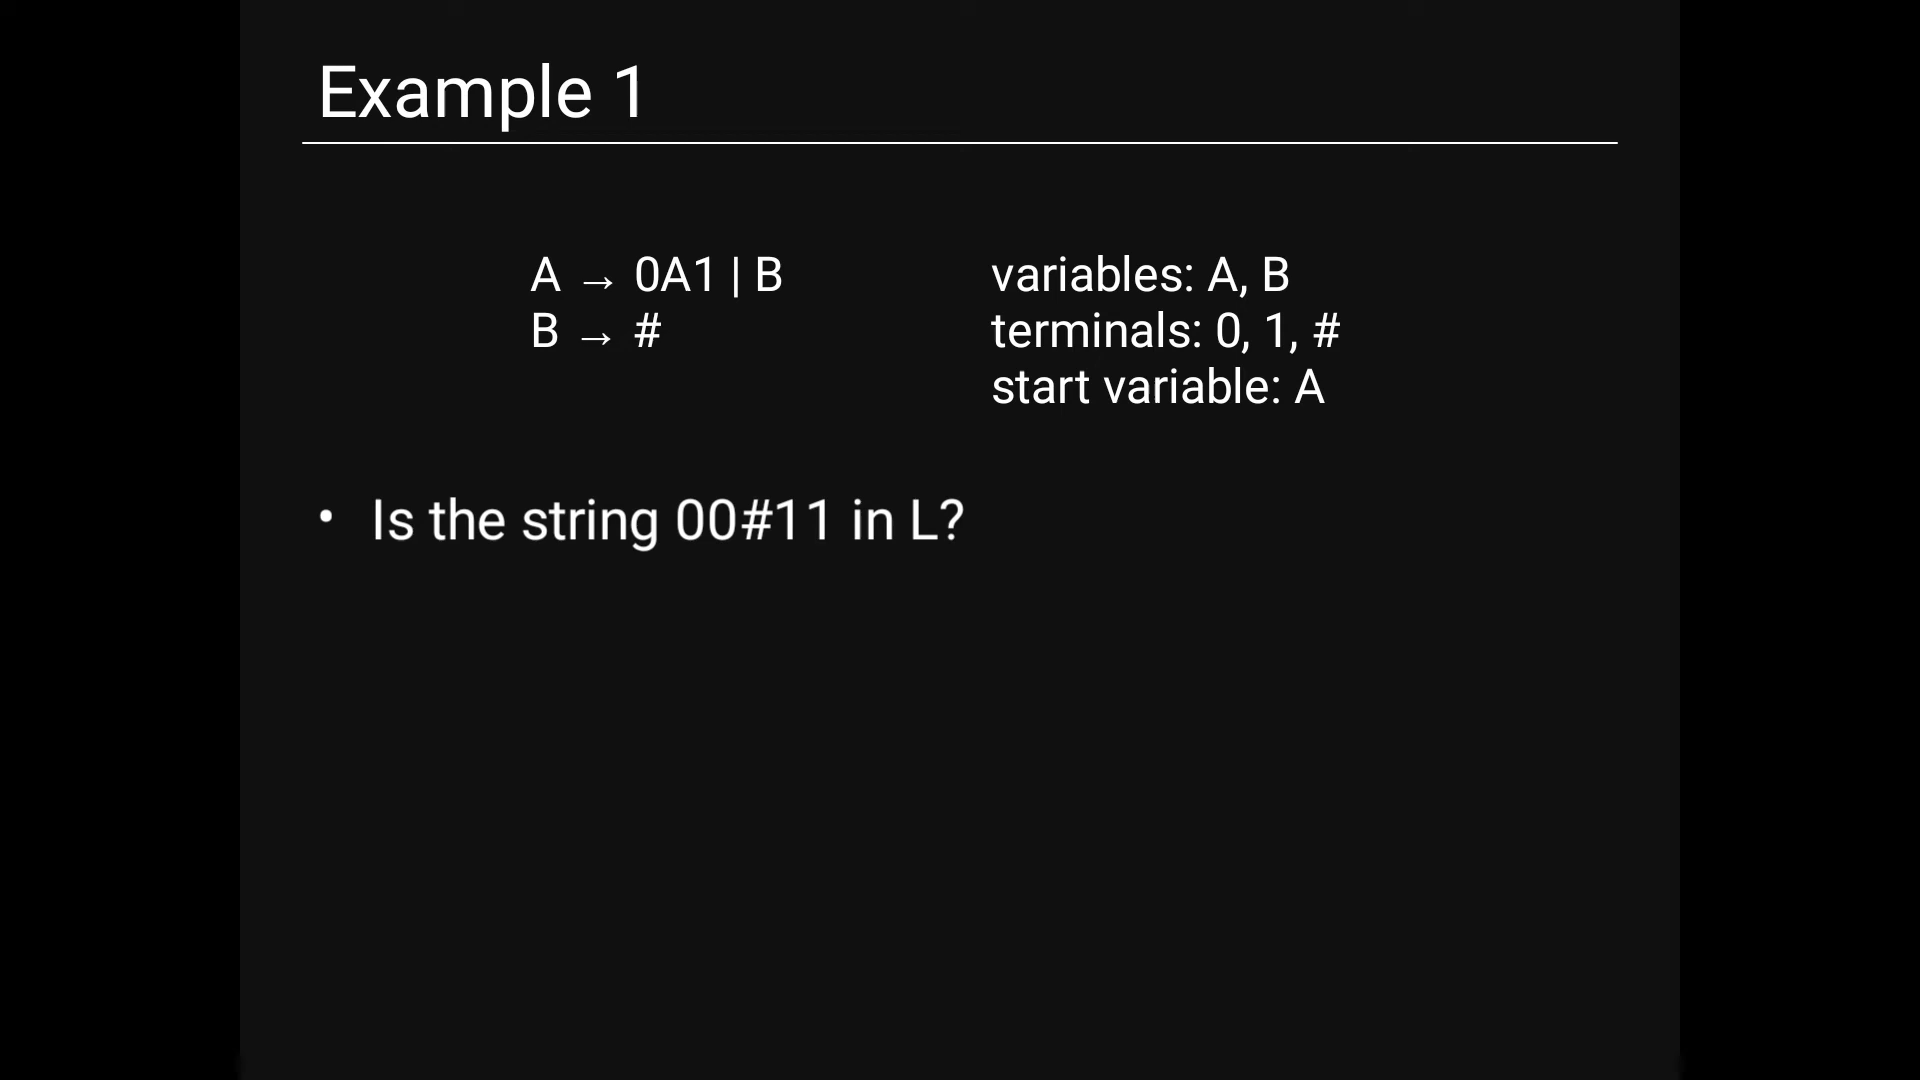 Example 1
A → 0A1 | B
B → #
variables: A, B
terminals: 0, 1, #
start variable: A
• Is the string 00#11 in L?